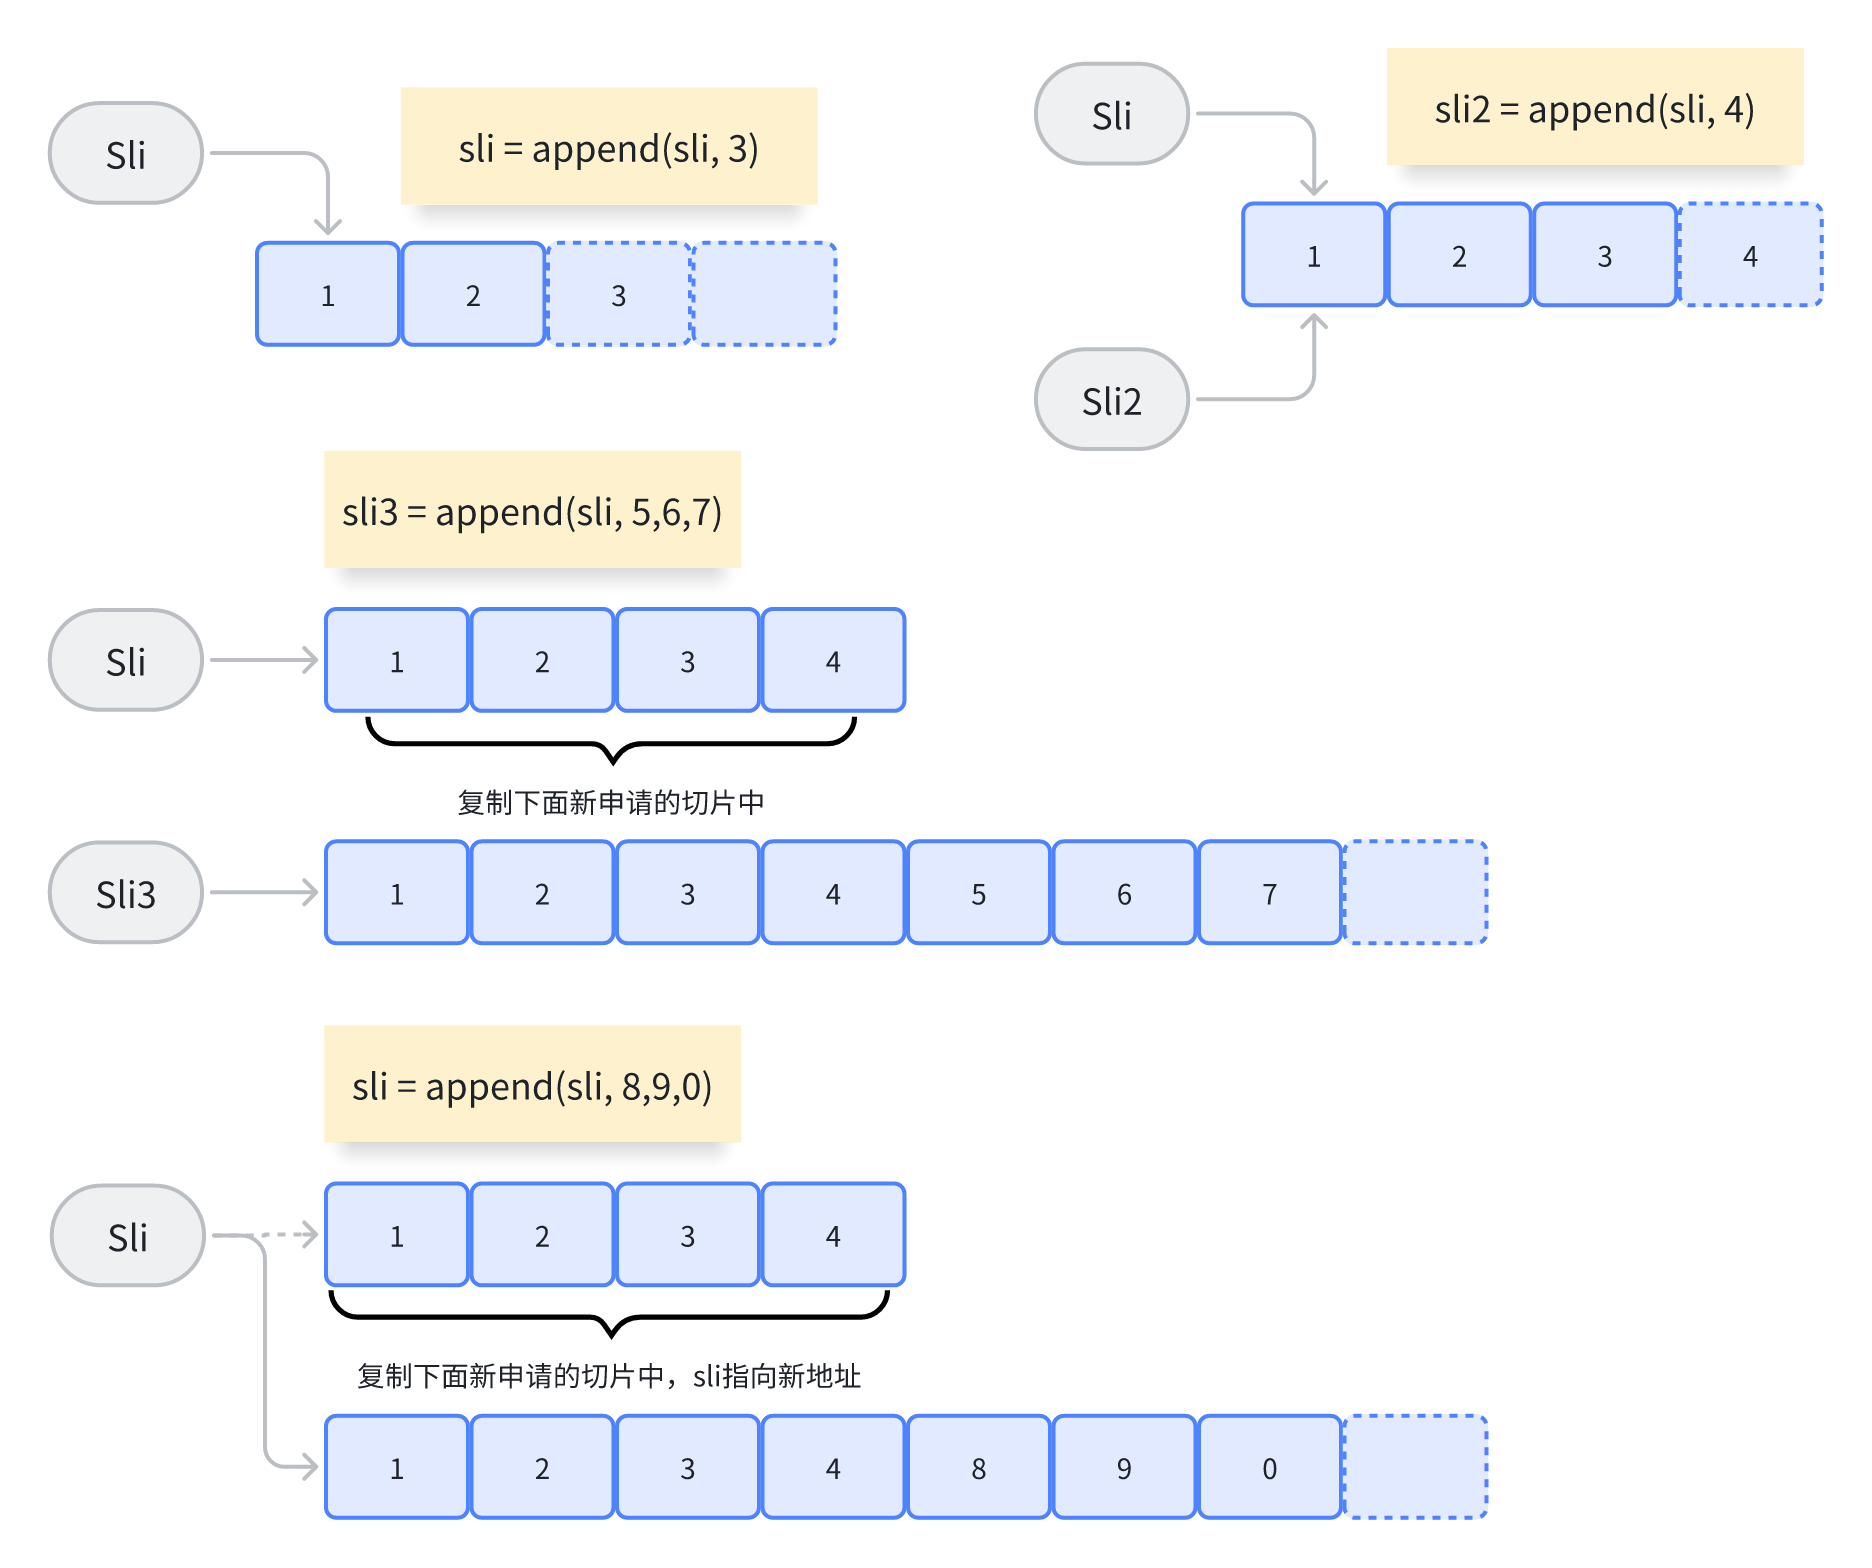 Sli
sli = append(sli, 3)
1 2 3
Sli
sli2 = append(sli, 4)
1 2 3 4
Sli2
sli3 = append(sli, 5,6,7)
Sli
1 2 3 4
复制下面新申请的切片中
Sli3
1 2 3 4 5 6 7
sli = append(sli, 8,9,0)
Sli
1 2 3 4
复制下面新申请的切片中，sli指向新地址
1 2 3 4 8 9 0